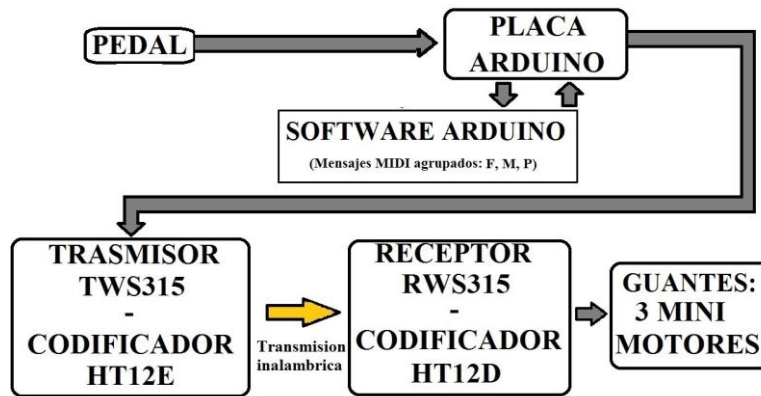 PEDAL
PLACA
ARDUINO
SOFTWARE ARDUINO
(Mensajes MIDI agrupados: F, M, P)
TRASMISOR
TWS315
-
CODIFICADOR
HT12E
Transmision
inalambrica
RECEPTOR
RWS315
-
CODIFICADOR
HT12D
GUANTES:
3 MINI
MOTORES